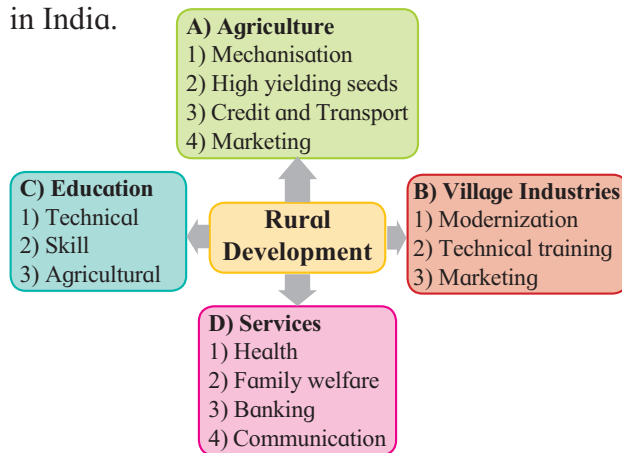 in India.
A) Agriculture
1) Mechanisation
2) High yielding seeds
3) Credit and Transport
4) Marketing
C) Education
1) Technical
2) Skill
3) Agricultural
Rural
Development
B) Village Industries
1) Modernization
2) Technical training
3) Marketing
D) Services
1) Health
2) Family welfare
3) Banking
4) Communication